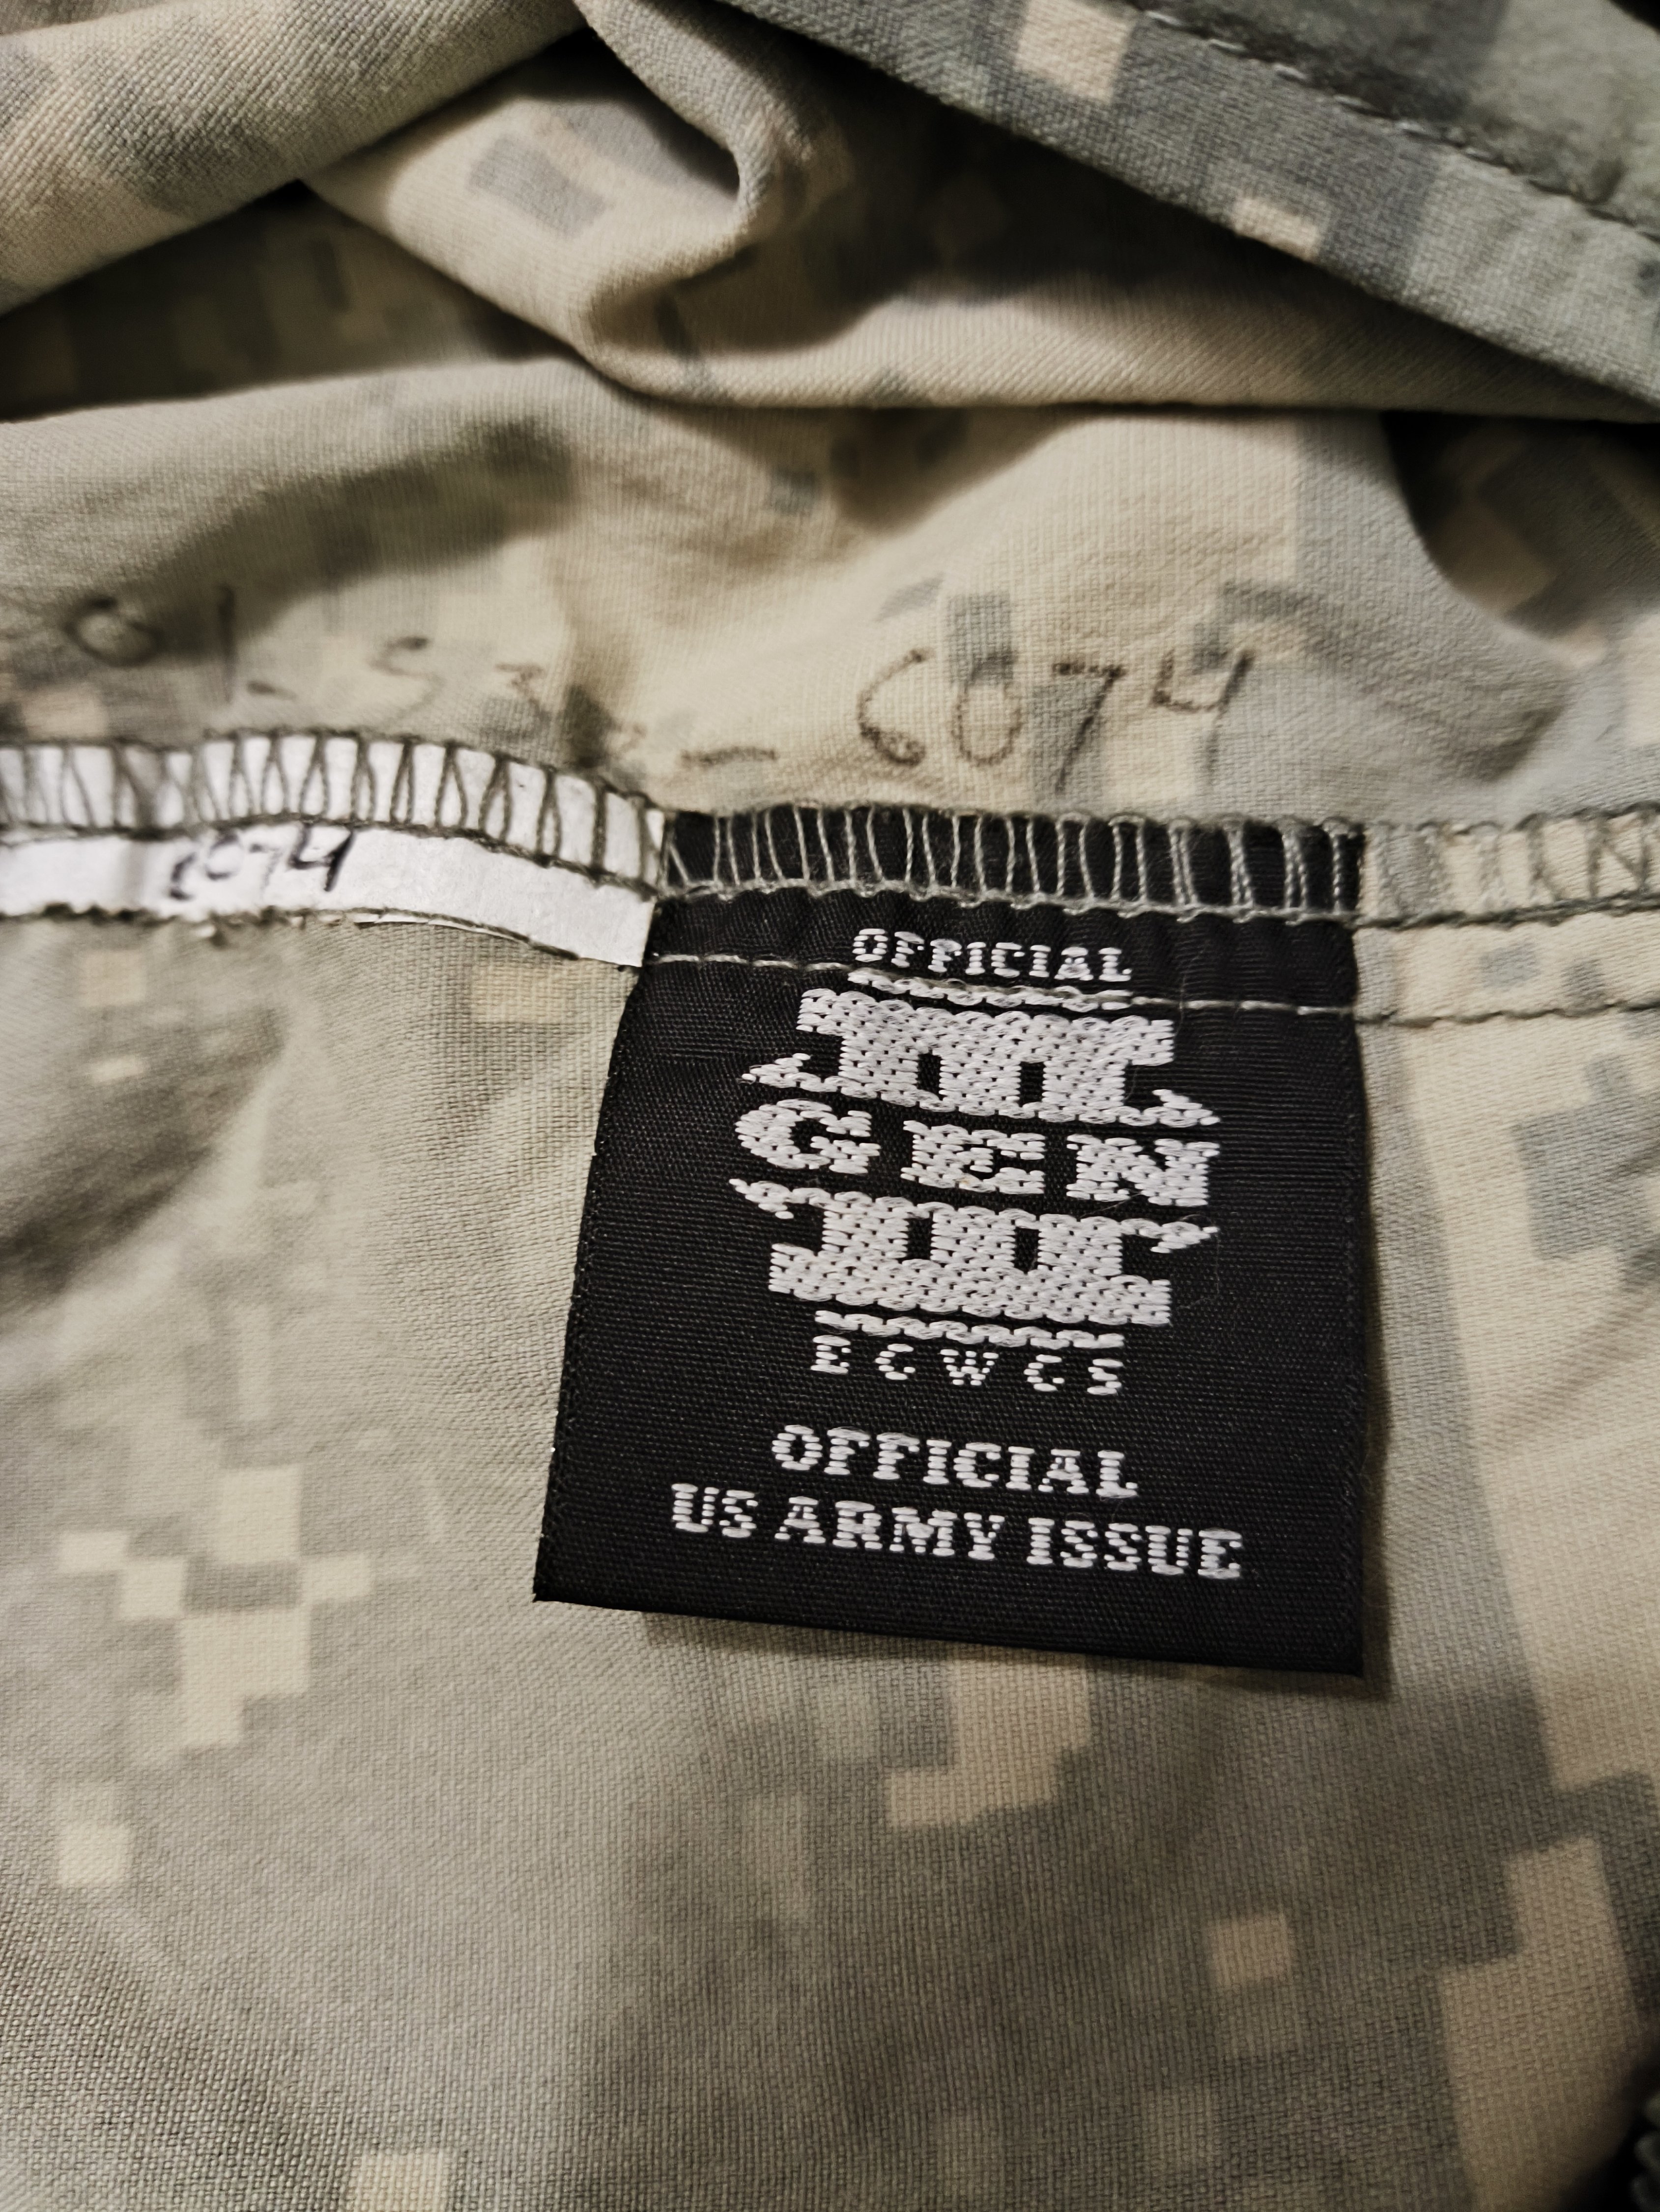 6074
6074
OFFICIAL
III
GEN
III
ECWCS
OFFICIAL
US ARMY ISSUE